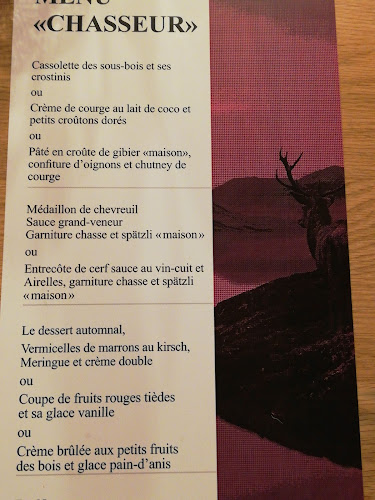 MENU
«CHASSEUR»
Cassolette des sous-bois et ses
crostinis
ou
Crème de courge au lait de coco et
petits croûtons dorés
ou
Pâté en croûte de gibier «maison»,
confiture d'oignons et chutney de
courge
Médaillon de chevreuil
Sauce grand-veneur
Garniture chasse et spätzli «maison»
ou
Entrecôte de cerf sauce au vin-cuit et
Airelles, garniture chasse et spätzli
«maison»
Le dessert automnal,
Vermicelles de marrons au kirsch,
Meringue et crème double
ou
Coupe de fruits rouges tièdes
et sa glace vanille
ou
Crème brûlée aux petits fruits
des bois et glace pain-d'anis